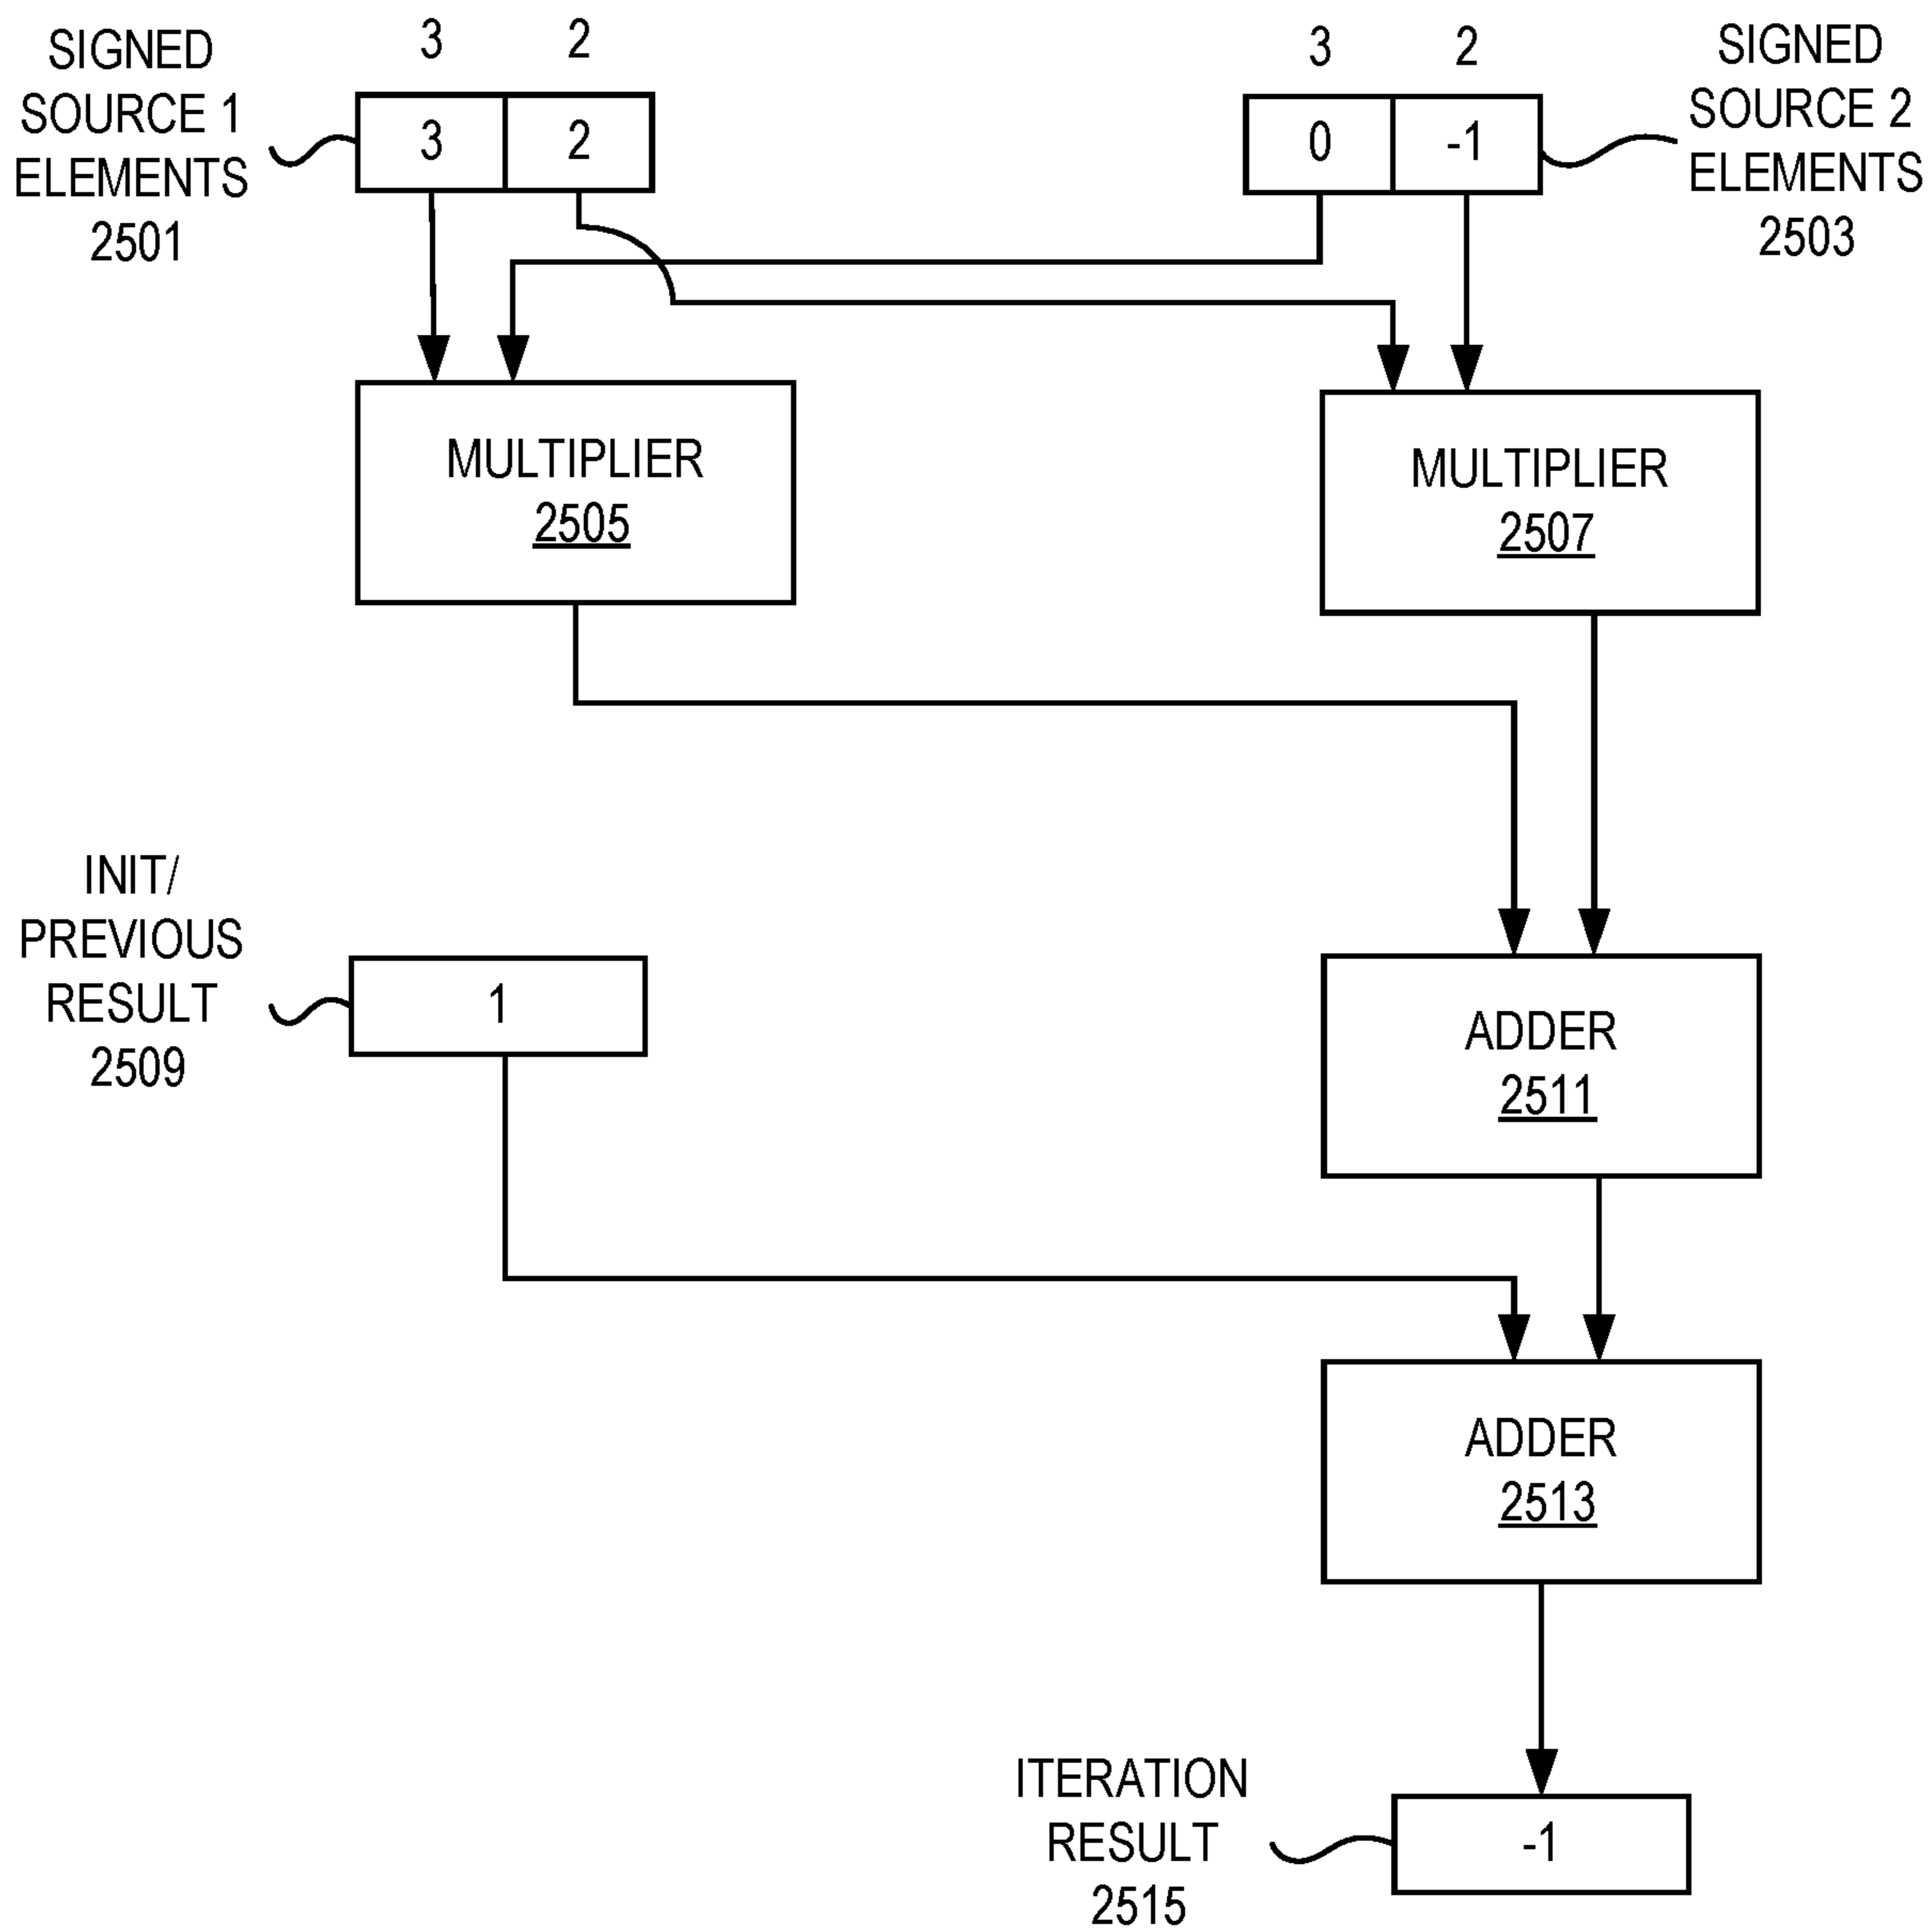 SIGNED
SOURCE 1
ELEMENTS
2501
3 2
3 2
3 2
0 -1
SIGNED
SOURCE 2
ELEMENTS
2503
MULTIPLIER
2505
MULTIPLIER
2507
INIT/
PREVIOUS
RESULT
2509
1
ADDER
2511
ADDER
2513
ITERATION
RESULT
2515
-1